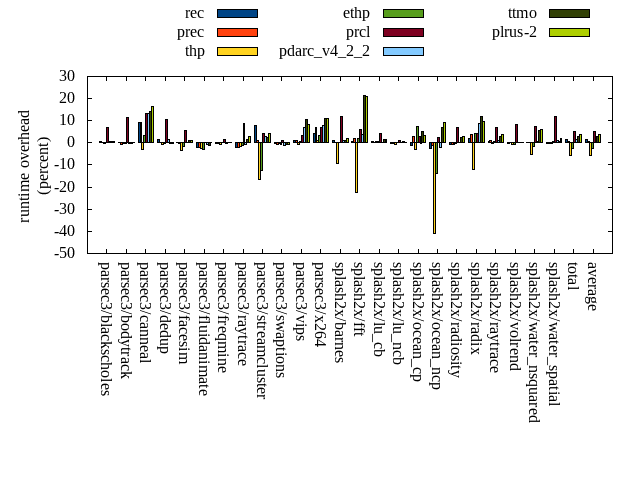 rec
prec
thp
ethp
prcl
pdarc_v4_2_2
ttmo
plrus-2
runtime overhead
(percent)
30
20
10
0
-10
-20
-30
-40
-50
parsec3/blackscholes
parsec3/bodytrack
parsec3/canneal
parsec3/dedup
parsec3/facesim
parsec3/fluidanimate
parsec3/freqmine
parsec3/raytrace
parsec3/streamcluster
parsec3/swaptions
parsec3/vips
parsec3/x264
splash2x/barnes
splash2x/fft
splash2x/lu_cb
splash2x/lu_ncb
splash2x/ocean_cp
splash2x/ocean_ncp
splash2x/radiosity
splash2x/radix
splash2x/raytrace
splash2x/volrend
splash2x/water_nsquared
splash2x/water_spatial
total
average